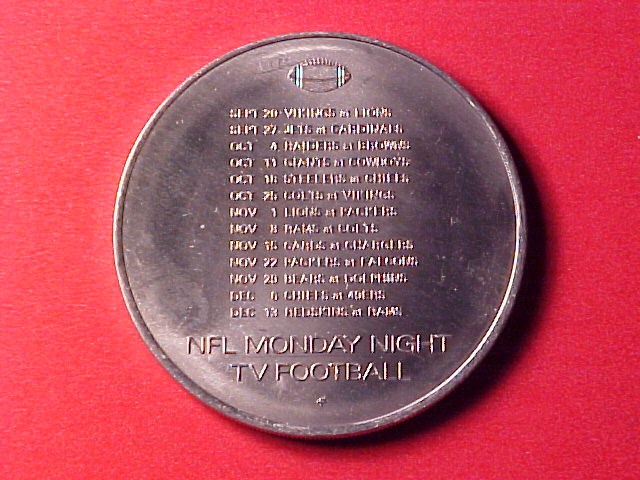 SEPT 20 VIKINGS at LIONS
SEPT 27 JETS at CARDINALS
OCT 4 RAIDERS at BROWNS
OCT 11 GIANTS at COWBOYS
OCT 18 STEELERS at CHIEFS
OCT 25 COLTS at VIKINGS
NOV 1 LIONS at PACKERS
NOV 8 RAMS at COLTS
NOV 15 CARDS at CHARGERS
NOV 22 PACKERS at FALCONS
NOV 29 BEARS at DOLPHINS
DEC 6 CHIEFS at 49ERS
DEC 13 REDSKINS at RAMS
NFL MONDAY NIGHT
TV FOOTBALL